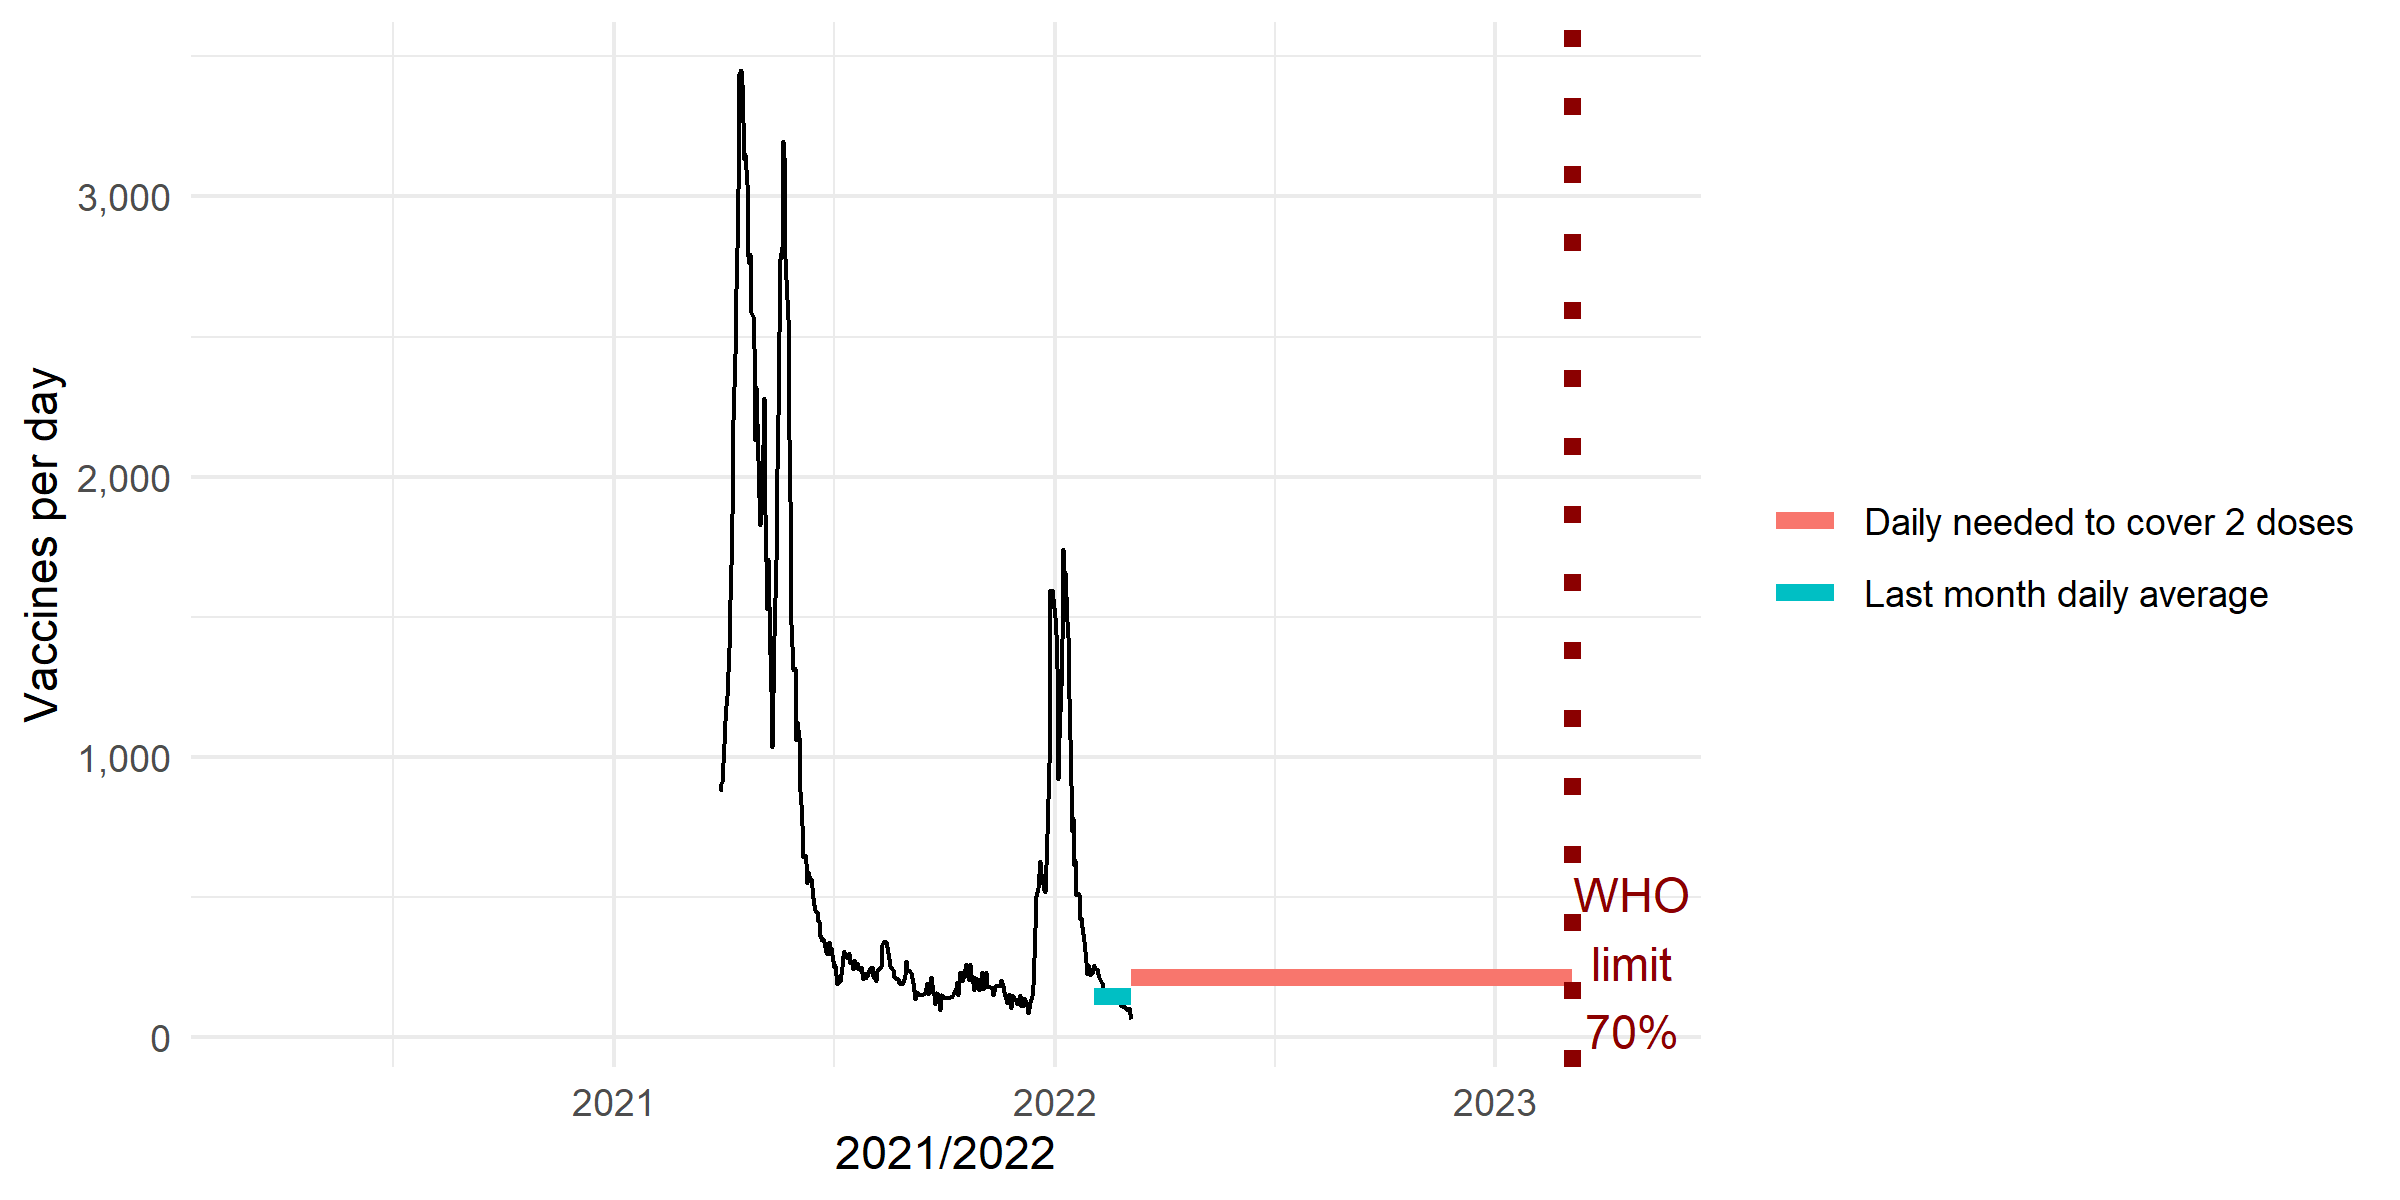 Vaccines per day
3,000
2,000
1,000
0
2021
2022
2023
2021/2022
WHO
limit
70%
Daily needed to cover 2 doses
Last month daily average